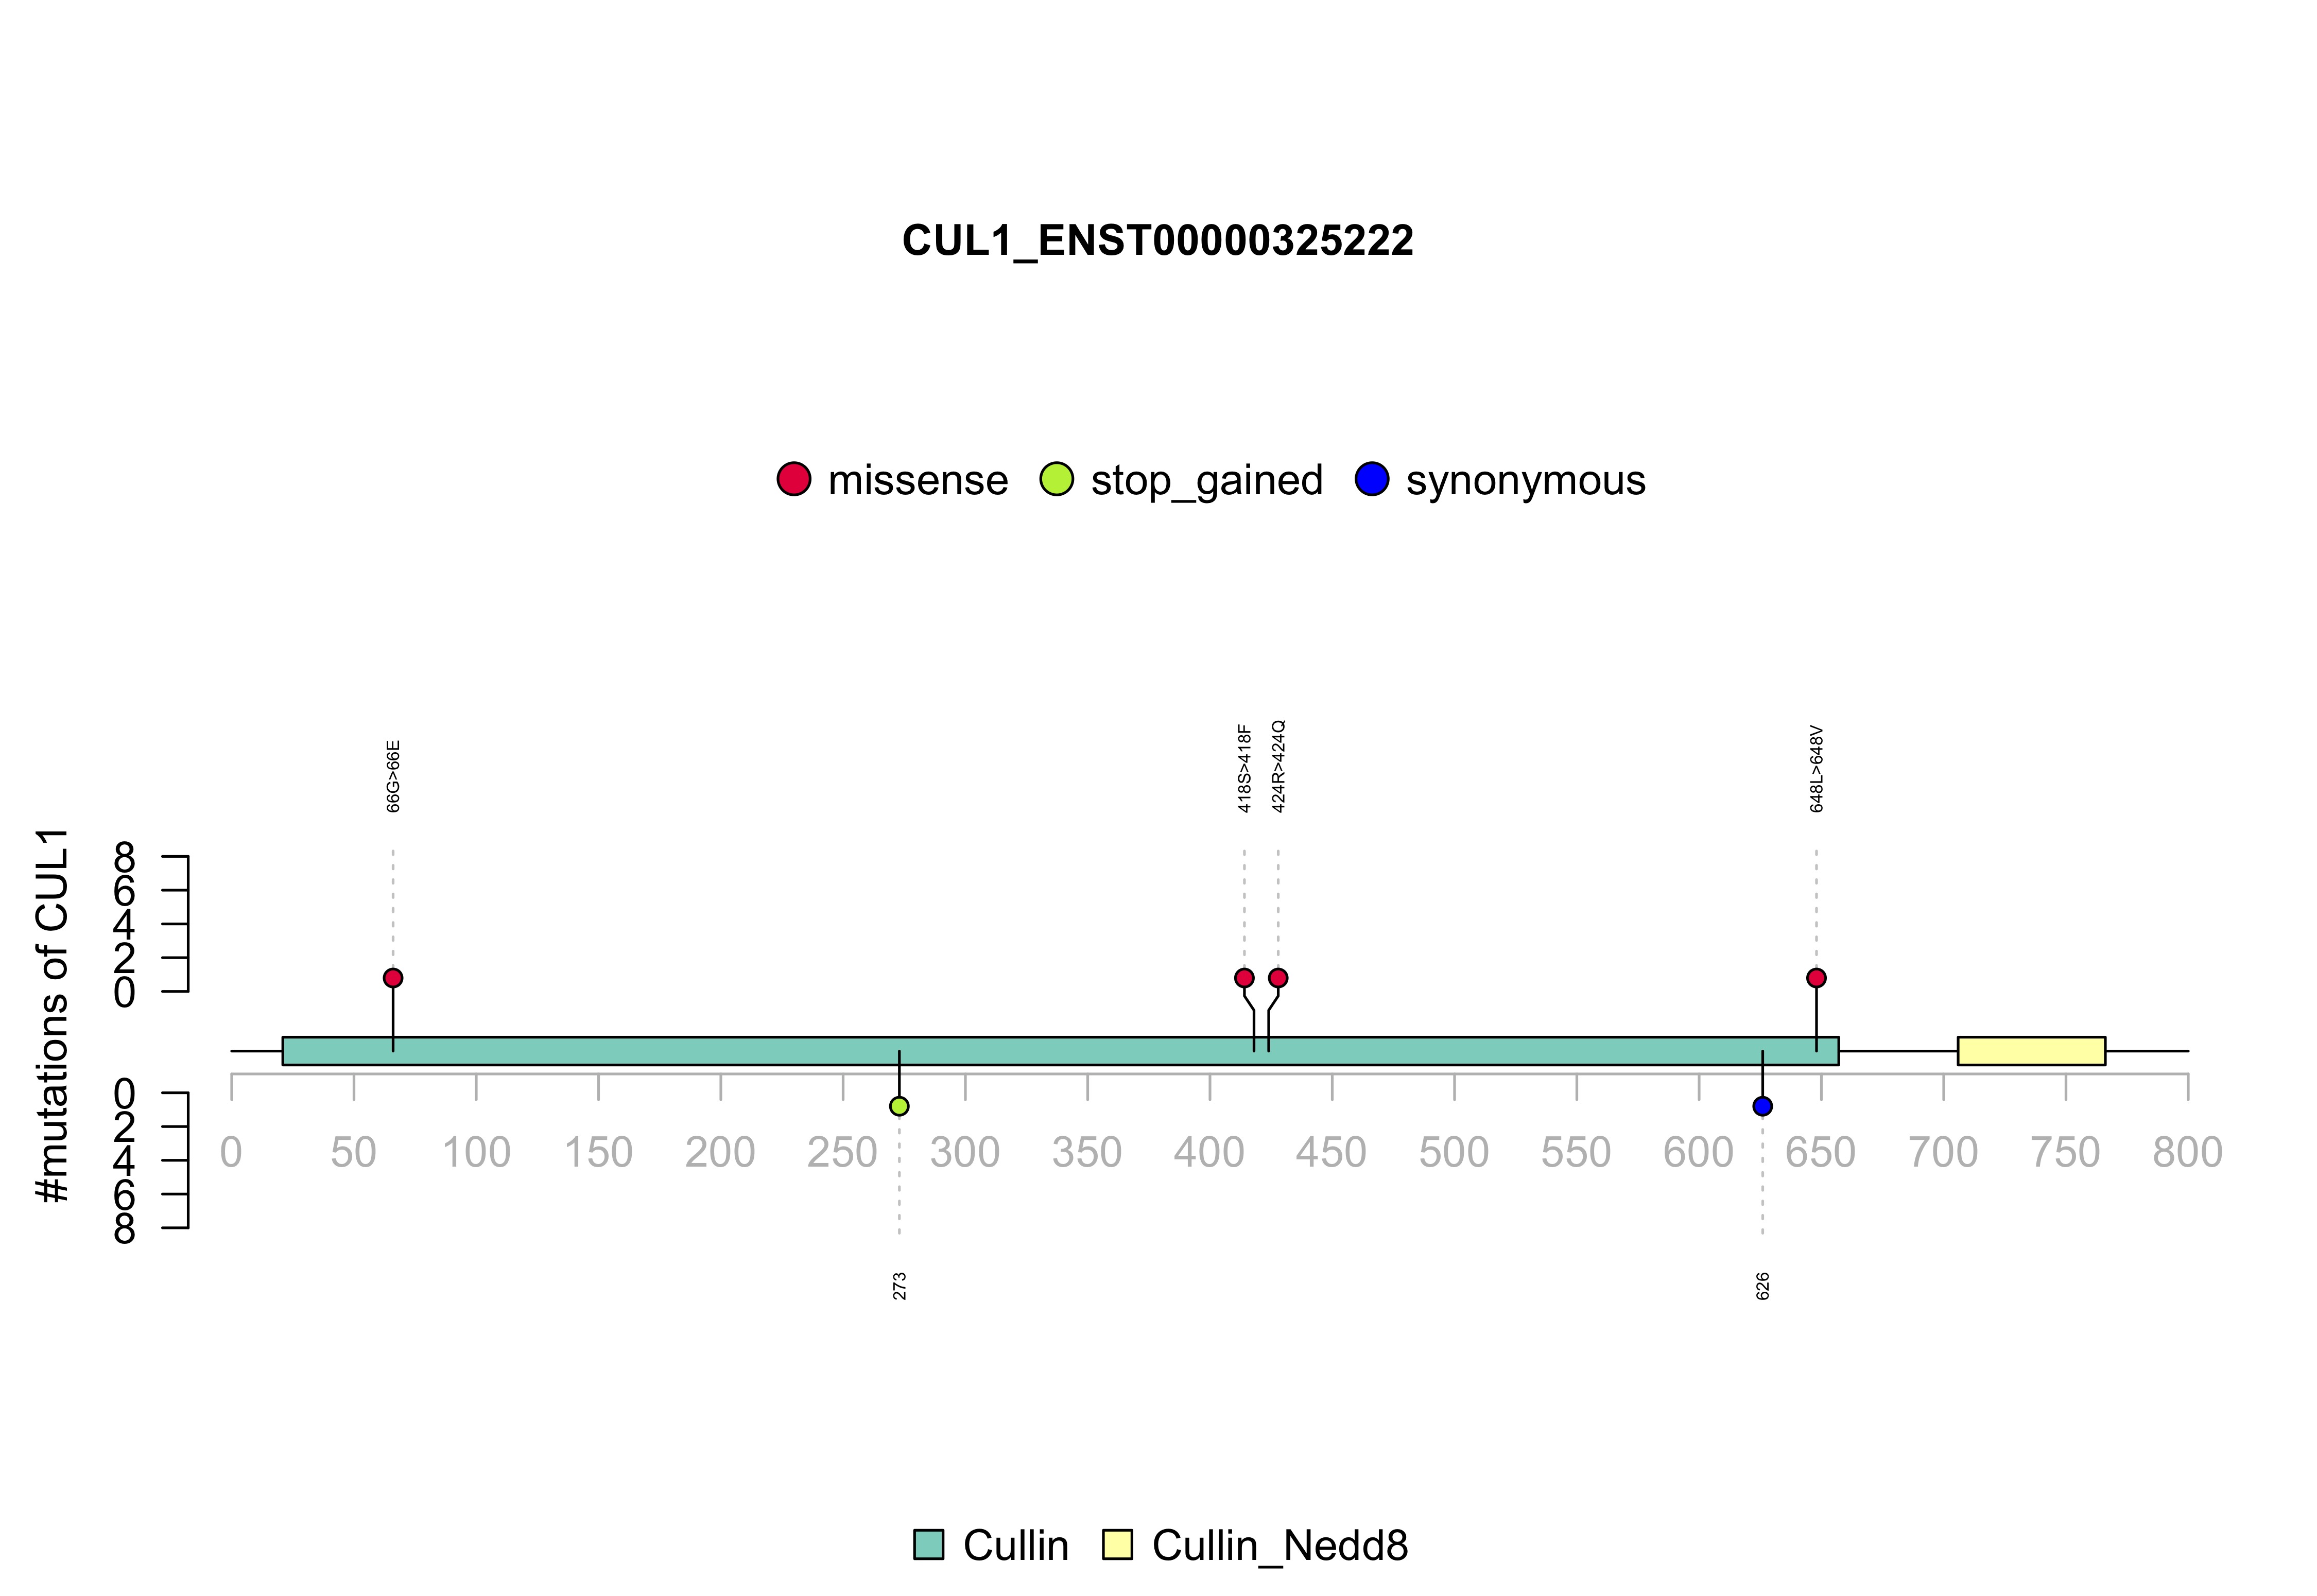 CUL1_ENST00000325222
missense stop_gained synonymous
66G>66E 418S>418F 424R>424Q 648L>648V
#mutations of CUL1
8
6
4
2
0
0
2
4
6
8
0 50 100 150 200 250 300 350 400 450 500 550 600 650 700 750 800
273 626
Cullin Cullin_Nedd8